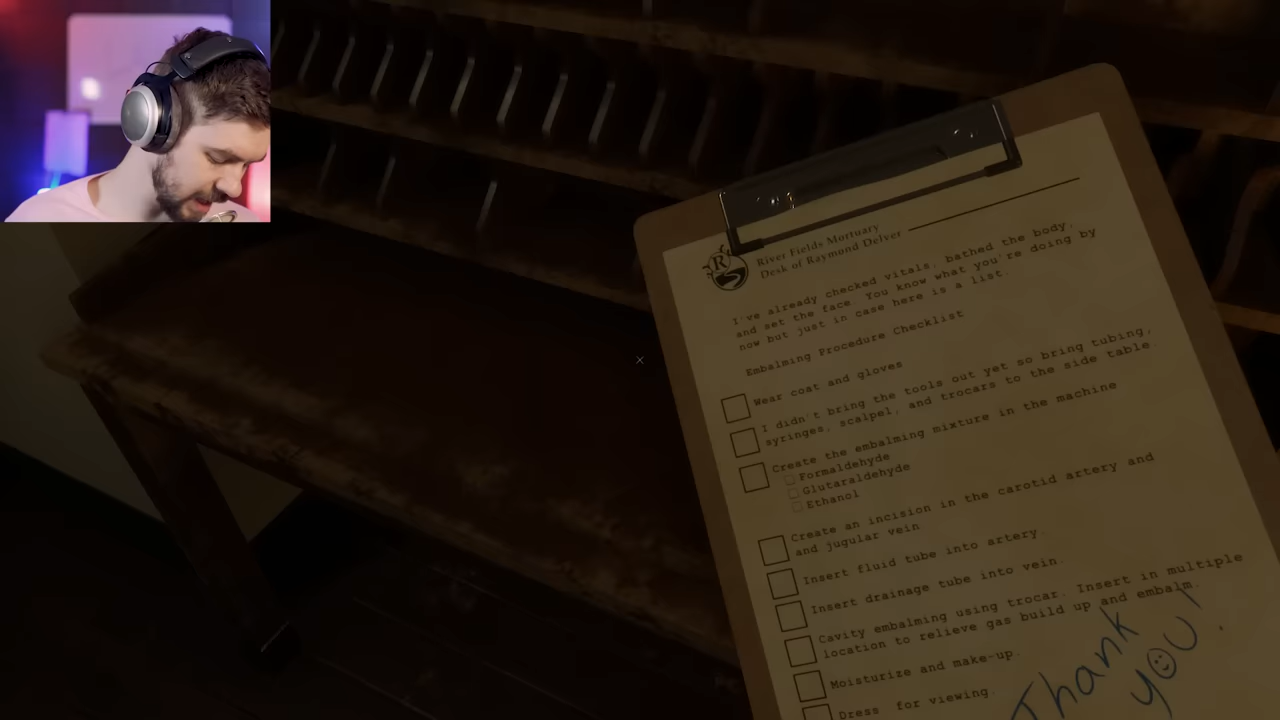 River Fields Mortuary
Desk of Raymond Delver
I've already checked vitals, bathed the body,
and set the face. You know what you're doing by
now but just in case here is a list.
Embalming Procedure Checklist
Wear coat and gloves
I didn't bring the tools out yet so bring tubing,
syringes, scalpel, and trocars to the side table.
Create the embalming mixture in the machine
Formaldehyde
Glutaraldehyde
Ethanol
Create an incision in the carotid artery and
and jugular vein
Insert fluid tube into artery.
Insert drainage tube into vein.
Cavity embalming using trocar. Insert in multiple
location to relieve gas build up and embalm.
Moisturize and make-up.
Dress for viewing.
Thank
you!